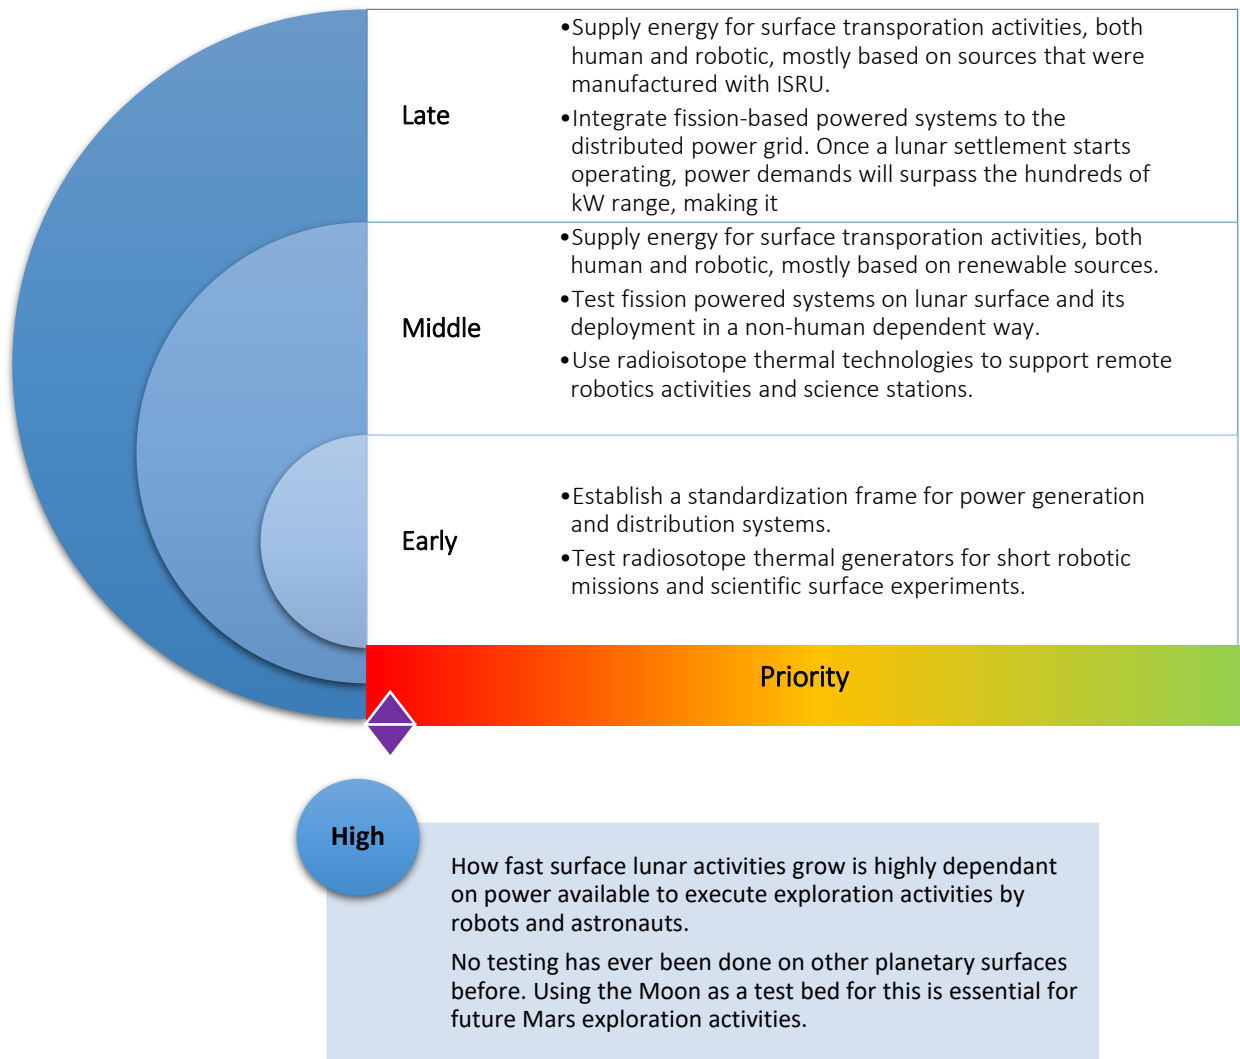 Late
•Supply energy for surface transporation activities, both
human and robotic, mostly based on sources that were
manufactured with ISRU.
•Integrate fission-based powered systems to the
distributed power grid. Once a lunar settlement starts
operating, power demands will surpass the hundreds of
kW range, making it
Middle
•Supply energy for surface transporation activities, both
human and robotic, mostly based on renewable sources.
•Test fission powered systems on lunar surface and its
deployment in a non-human dependent way.
•Use radioisotope thermal technologies to support remote
robotics activities and science stations.
Early
•Establish a standardization frame for power generation
and distribution systems.
•Test radiosotope thermal generators for short robotic
missions and scientific surface experiments.
Priority
High
How fast surface lunar activities grow is highly dependant
on power available to execute exploration activities by
robots and astronauts.
No testing has ever been done on other planetary surfaces
before. Using the Moon as a test bed for this is essential for
future Mars exploration activities.